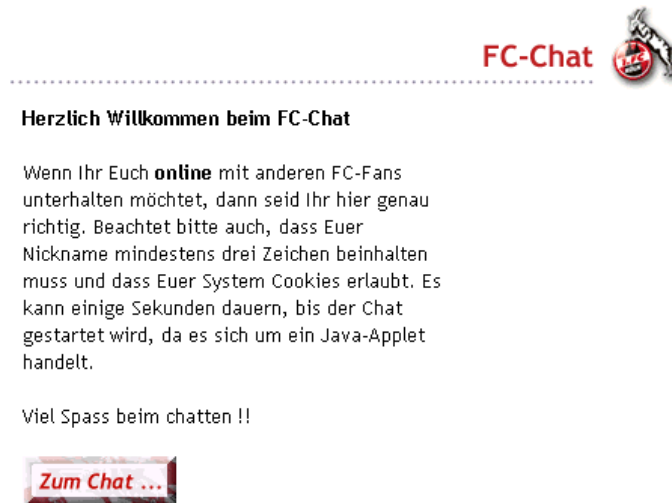 FC-Chat
1.FC
KÖLN
Herzlich Willkommen beim FC-Chat
Wenn Ihr Euch online mit anderen FC-Fans
unterhalten möchtet, dann seid Ihr hier genau
richtig. Beachtet bitte auch, dass Euer
Nickname mindestens drei Zeichen beinhalten
muss und dass Euer System Cookies erlaubt. Es
kann einige Sekunden dauern, bis der Chat
gestartet wird, da es sich um ein Java-Applet
handelt.
Viel Spass beim chatten !!
Zum Chat ...